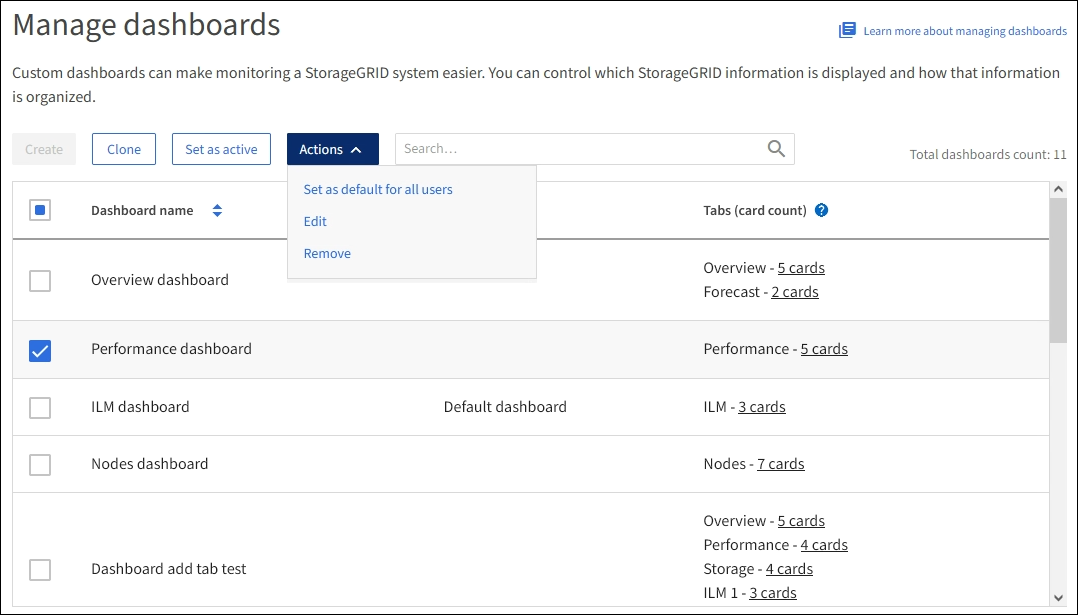 Manage dashboards
Learn more about managing dashboards
Custom dashboards can make monitoring a StorageGRID system easier. You can control which StorageGRID information is displayed and how that information
is organized.
Create
Clone
Set as active
Actions
Search...
Total dashboards count: 11
Set as default for all users
Edit
Remove
Dashboard name
Tabs (card count)
Overview dashboard
Overview - 5 cards
Forecast - 2 cards
Performance dashboard
Performance - 5 cards
ILM dashboard
Default dashboard
ILM - 3 cards
Nodes dashboard
Nodes - 7 cards
Dashboard add tab test
Overview - 5 cards
Performance - 4 cards
Storage - 4 cards
ILM 1 - 3 cards